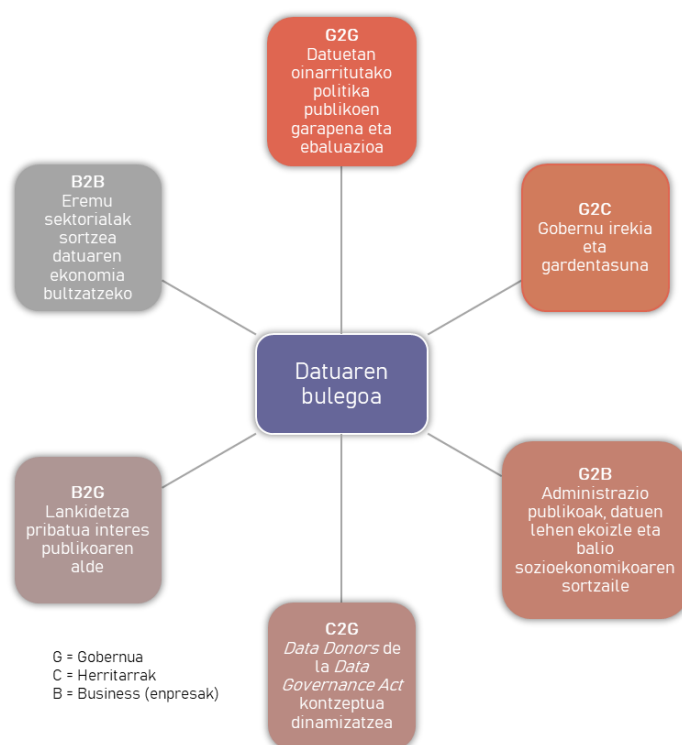 G2G
Datuetan
oinarritutako
politika
publikoen
garapena eta
ebaluazioa
B2B
Eremu
sektorialak
sortzea
datuaren
ekonomia
bultzatzeko
G2C
Gobernu irekia
eta
gardentasuna
Datuaren
bulegoa
B2G
Lankidetza
pribatua interes
publikoaren
alde
G2B
Administrazio
publikoak, datuen
lehen ekoizle eta
balio
sozioekonomikoaren
sortzaile
C2G
Data Donors de
la Data
Governance Act
kontzeptua
dinamizatzea
G = Gobernua
C = Herritarrak
B = Business (enpresak)